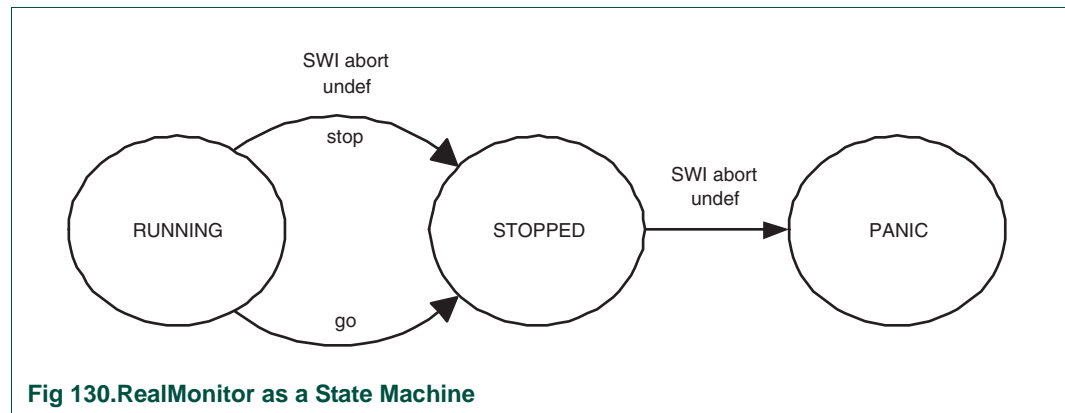 SWI abort
undef
stop
SWI abort
undef
RUNNING
STOPPED
PANIC
go
Fig 130.RealMonitor as a State Machine